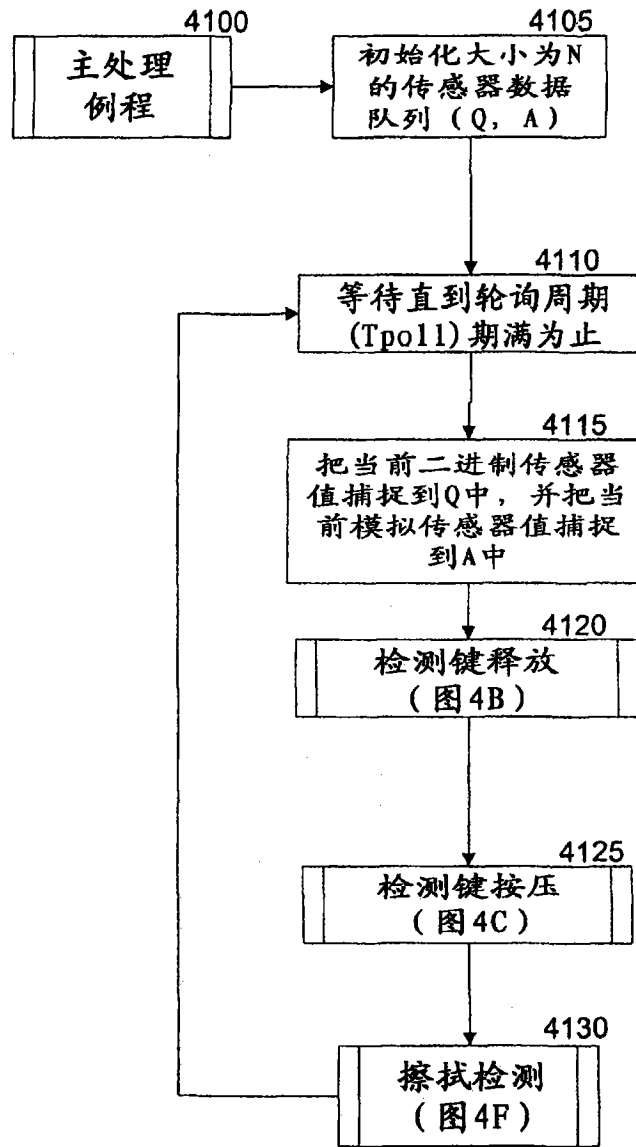 4100
主处理
例程
4105
初始化大小为N
的传感器数据
队列（Q，A）
4110
等待直到轮询周期
(Tpoll)期满为止
4115
把当前二进制传感器
值捕捉到Q中，并把当
前模拟传感器值捕捉
到A中
4120
检测键释放
（图4B）
4125
检测键按压
（图4C）
4130
擦拭检测
（图4F）